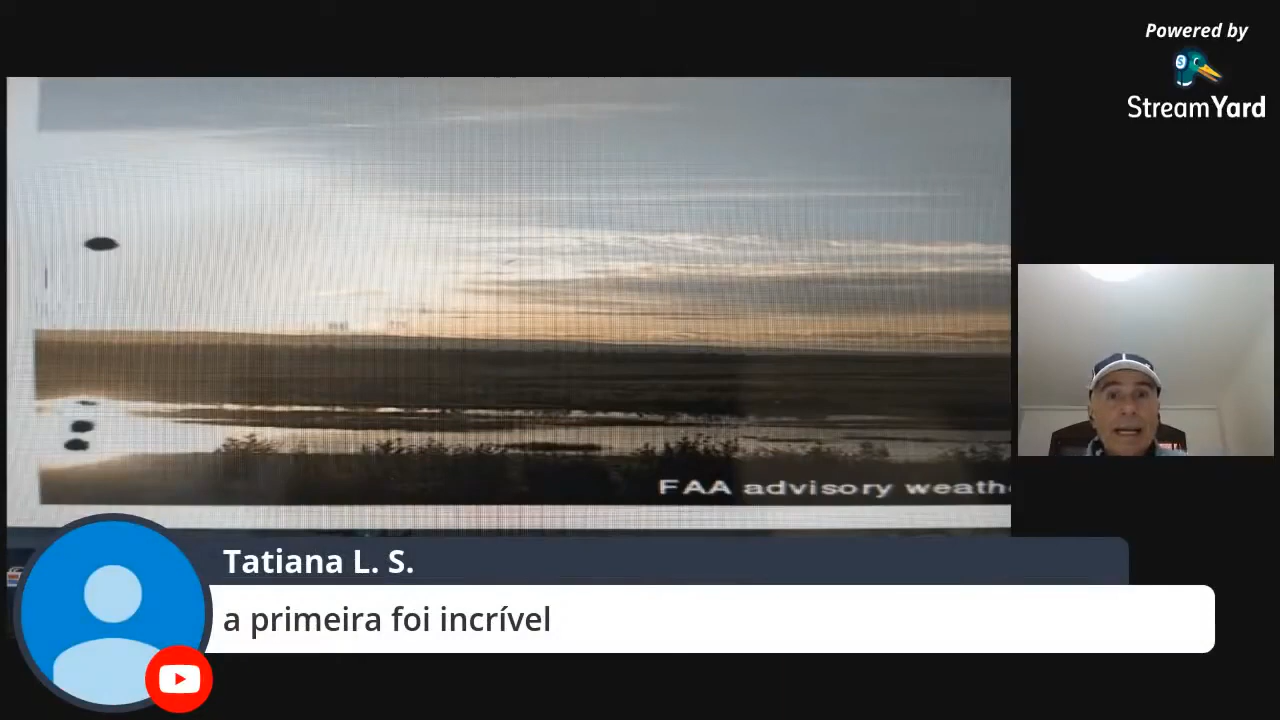 Powered by
StreamYard
FAA advisory weath
Tatiana L. S.
a primeira foi incrível